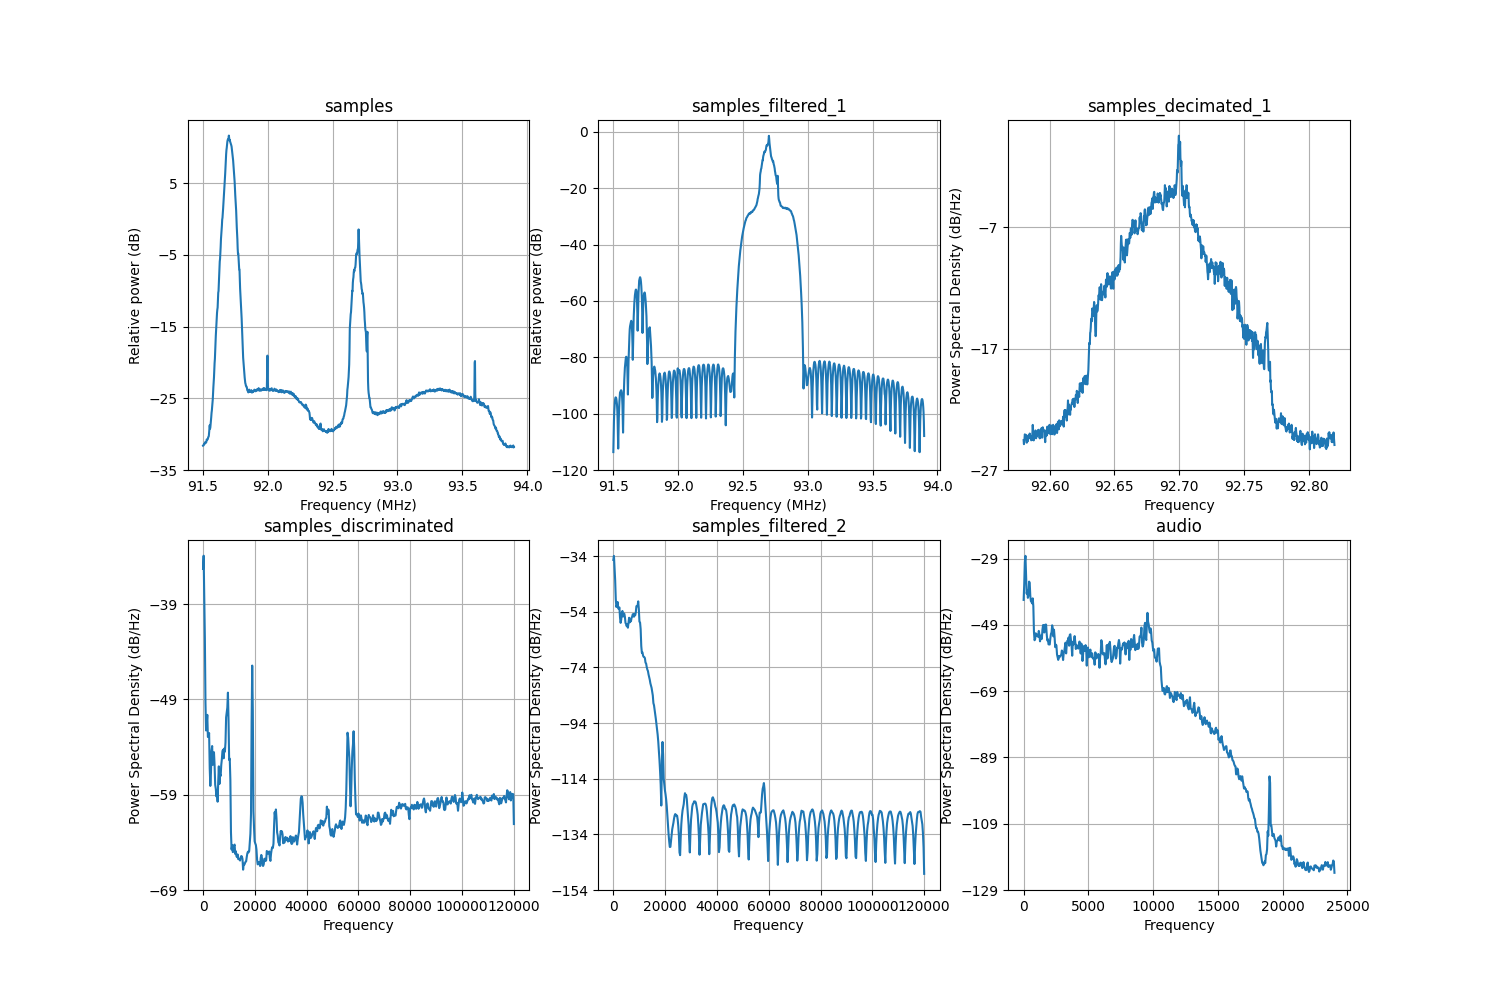 samples
5
−5
−15
−25
−35
91.5 92.0 92.5 93.0 93.5 94.0
Relative power (dB)
Frequency (MHz)
samples_filtered_1
0
−20
−40
−60
−80
−100
−120
91.5 92.0 92.5 93.0 93.5 94.0
Relative power (dB)
Frequency (MHz)
samples_decimated_1
−7
−17
−27
92.60 92.65 92.70 92.75 92.80
Power Spectral Density (dB/Hz)
Frequency
samples_discriminated
−39
−49
−59
−69
0 20000 40000 60000 80000 100000 120000
Power Spectral Density (dB/Hz)
Frequency
samples_filtered_2
−34
−54
−74
−94
−114
−134
−154
0 20000 40000 60000 80000 100000 120000
Power Spectral Density (dB/Hz)
Frequency
audio
−29
−49
−69
−89
−109
−129
0 5000 10000 15000 20000 25000
Power Spectral Density (dB/Hz)
Frequency